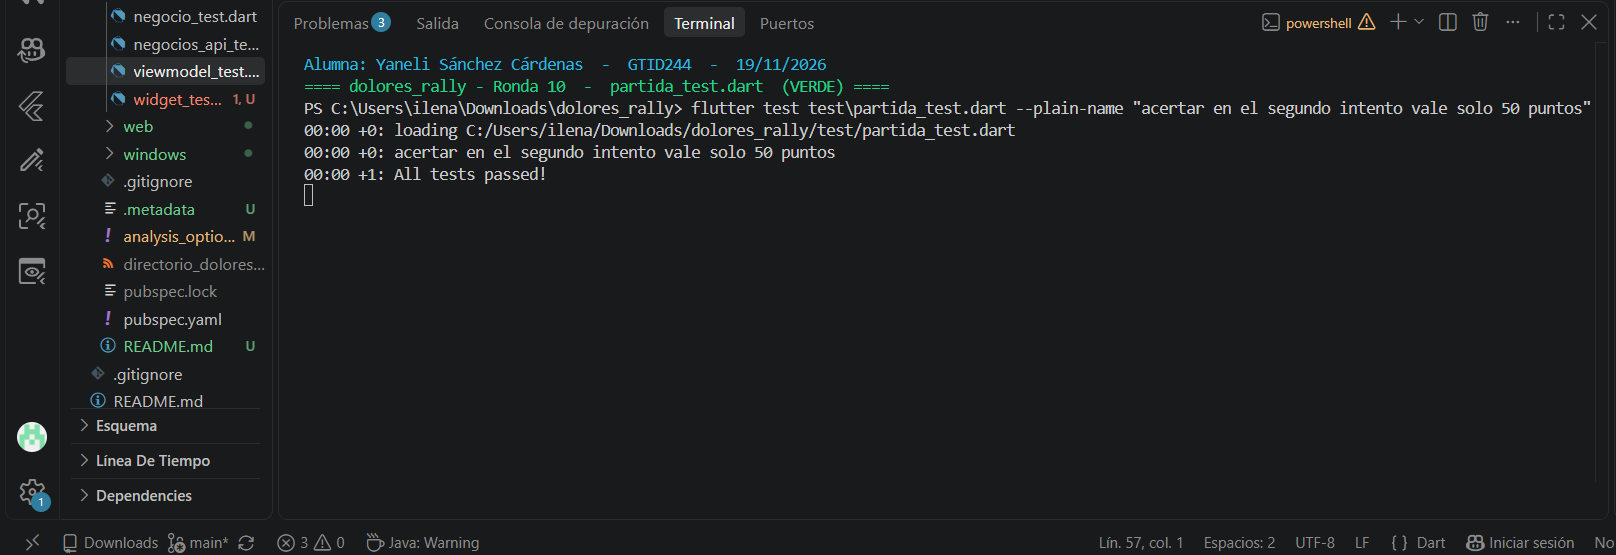 negocio_test.dart
negocios_api_te...
viewmodel_test....
widget_tes... 1, U
web
windows
.gitignore
.metadata U
analysis_optio... M
directorio_dolores...
pubspec.lock
pubspec.yaml
README.md U
.gitignore
README.md
Esquema
Línea De Tiempo
Dependencies
1
Problemas 3 Salida Consola de depuración Terminal Puertos
powershell
Alumna: Yaneli Sánchez Cárdenas - GTID244 - 19/11/2026
==== dolores_rally - Ronda 10 - partida_test.dart (VERDE) ====
PS C:\Users\ilena\Downloads\dolores_rally> flutter test test\partida_test.dart --plain-name "acertar en el segundo intento vale solo 50 puntos"
00:00 +0: loading C:/Users/ilena/Downloads/dolores_rally/test/partida_test.dart
00:00 +0: acertar en el segundo intento vale solo 50 puntos
00:00 +1: All tests passed!
Downloads main* 3 0 Java: Warning Lín. 57, col. 1 Espacios: 2 UTF-8 LF { } Dart Iniciar sesión No